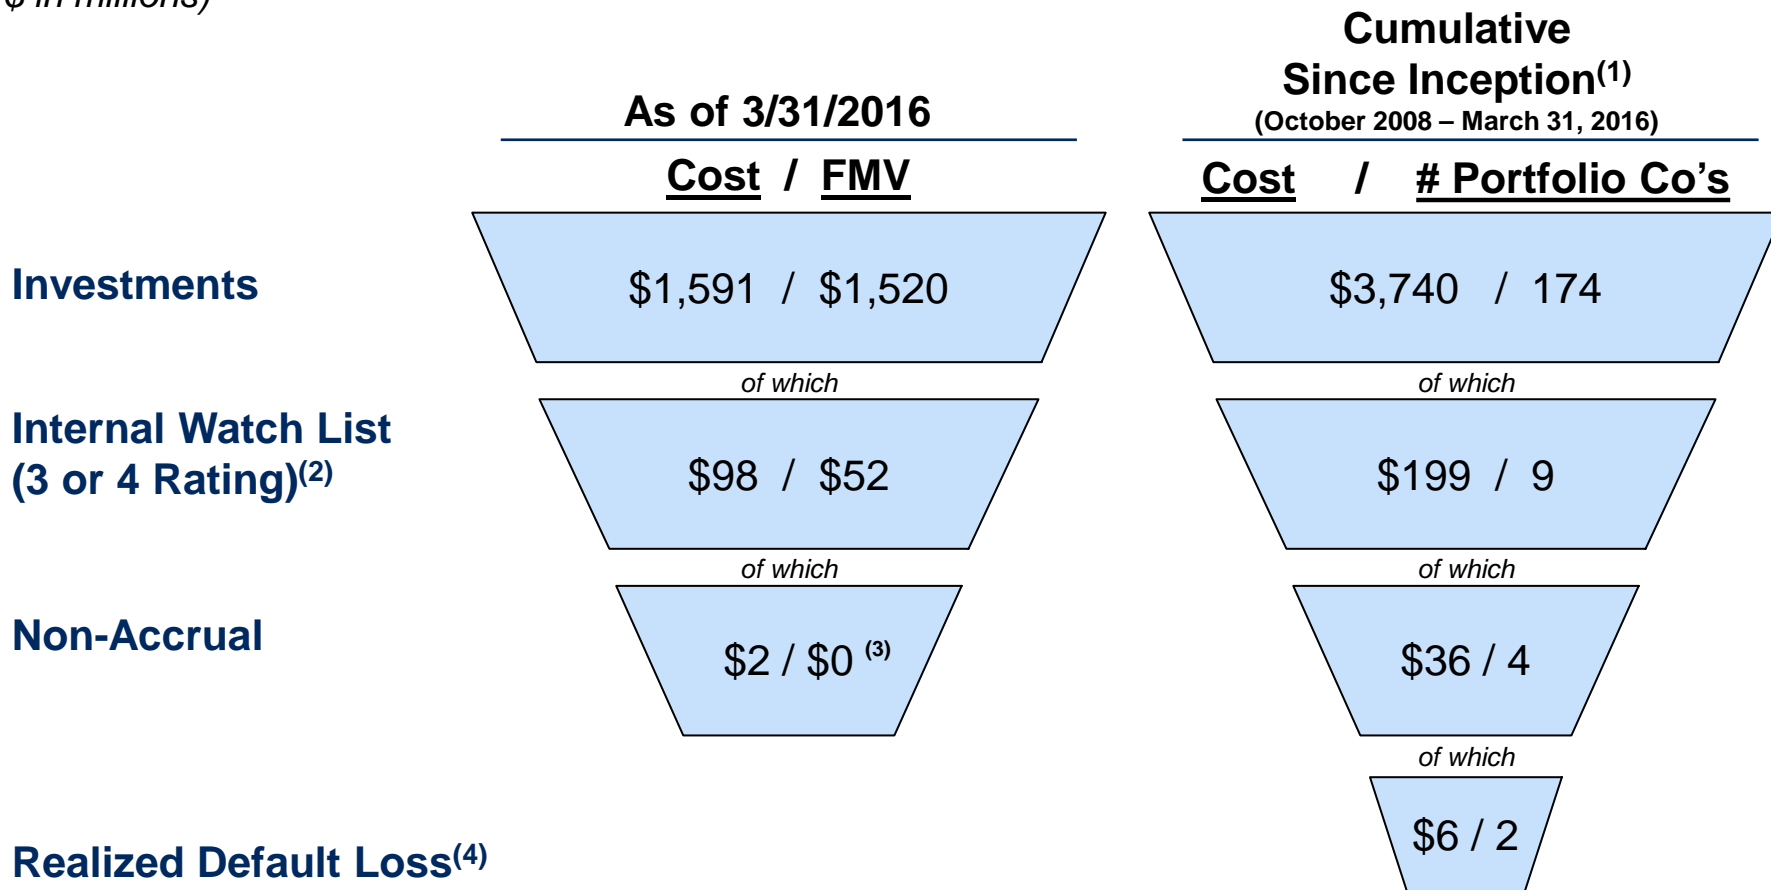 $ in millions)
Cumulative
Since Inception(1)
(October 2008 – March 31, 2016)
As of 3/31/2016
Cost / FMV
Cost / # Portfolio Co's
Investments
$1,591 / $1,520
$3,740 / 174
of which
of which
Internal Watch List
(3 or 4 Rating)(2)
$98 / $52
$199 / 9
of which
of which
Non-Accrual
$2 / $0 (3)
$36 / 4
of which
$6 / 2
Realized Default Loss(4)